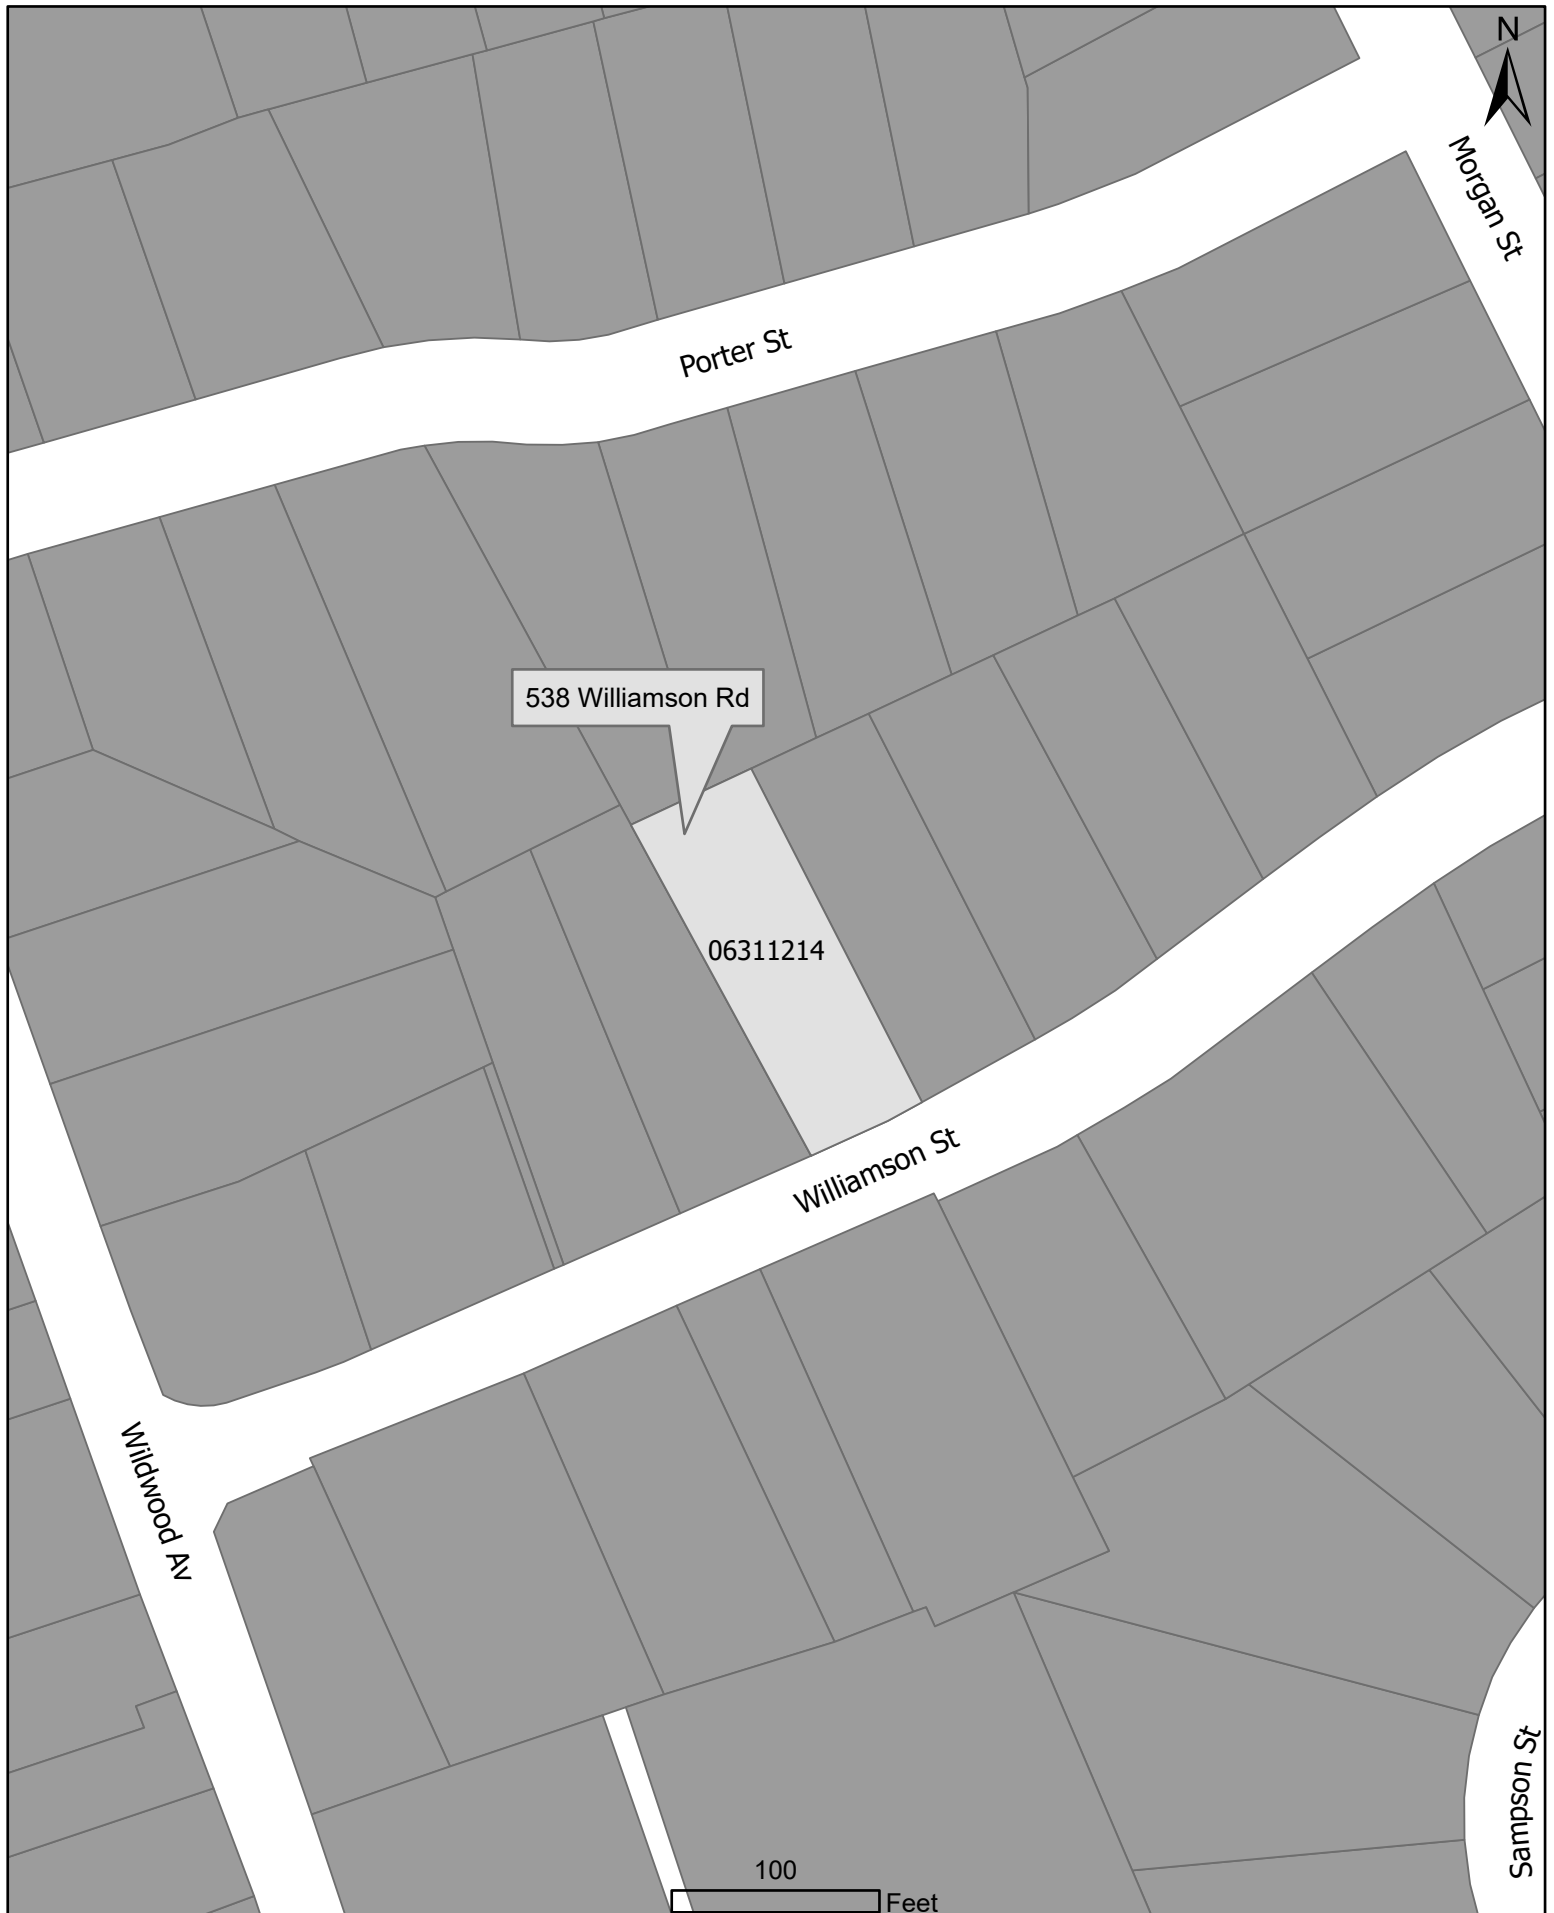 N
Morgan St
Porter St
538 Williamson Rd
06311214
Williamson St
Wildwood Av
Sampson St
100
Feet